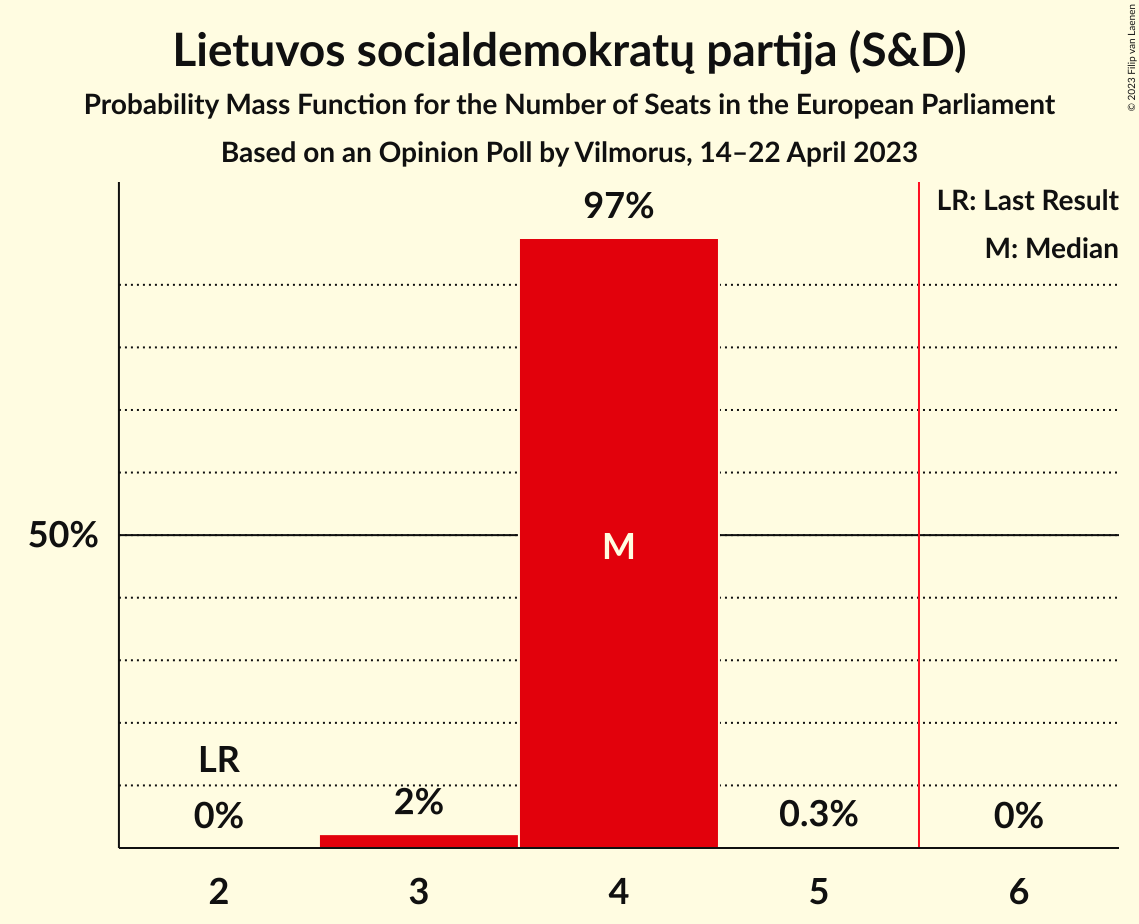 Lietuvos socialdemokratų partija (S&D)
Probability Mass Function for the Number of Seats in the European Parliament
Based on an Opinion Poll by Vilmorus, 14–22 April 2023
© 2023 Filip van Laenen
LR: Last Result
M: Median
97%
50%
M
LR
0%
2%
0.3%
0%
2
3
4
5
6